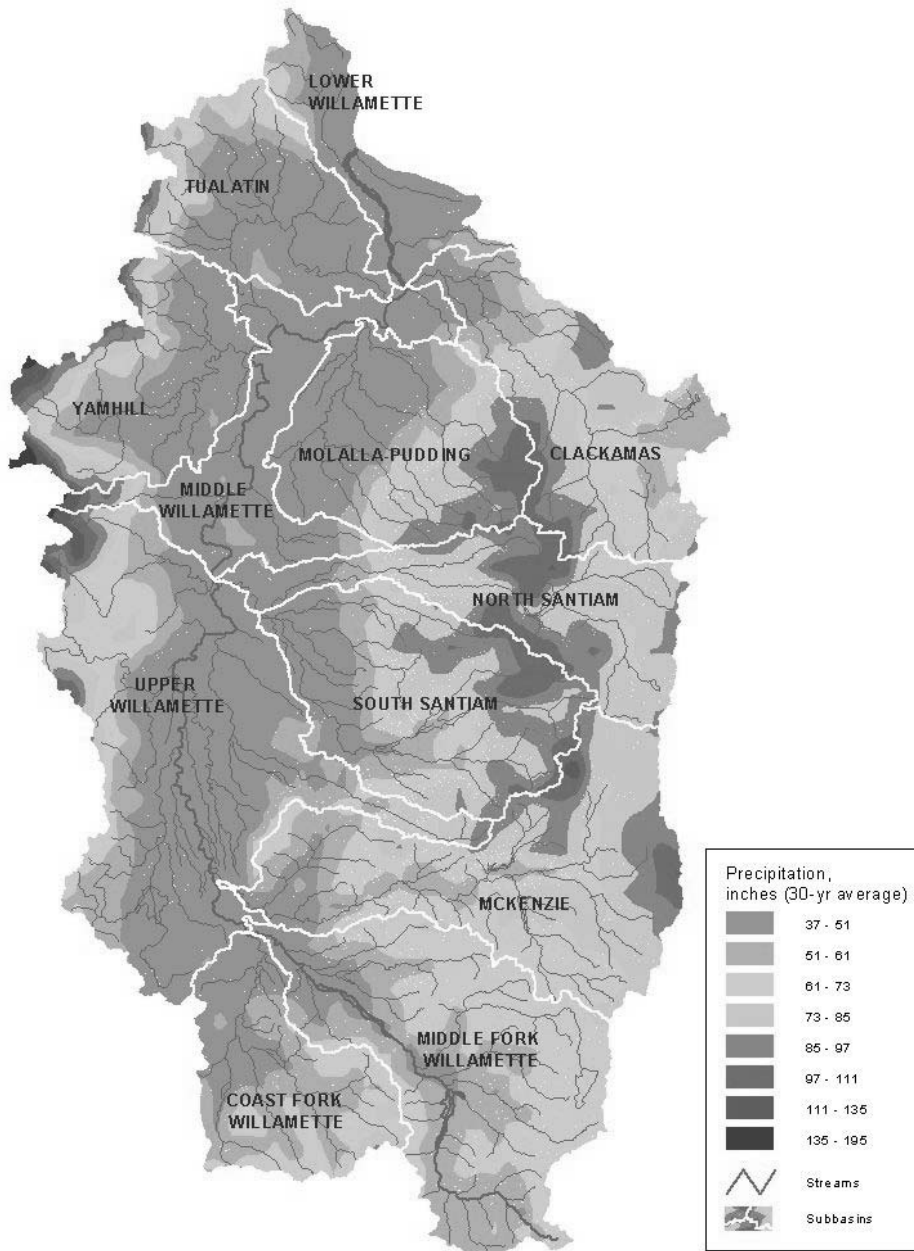 LOWER
WILLAMETTE
TUALATIN
YAMHILL
MOLALLA-PUDDING
CLACKAMAS
MIDDLE
WILLAMETTE
NORTH SANTIAM
UPPER
WILLAMETTE
SOUTH SANTIAM
MCKENZIE
MIDDLE FORK
WILLAMETTE
COAST FORK
WILLAMETTE
Precipitation,
inches (30-yr average)
37 - 51
51 - 61
61 - 73
73 - 85
85 - 97
97 - 111
111 - 135
135 - 195
Streams
Subbasins